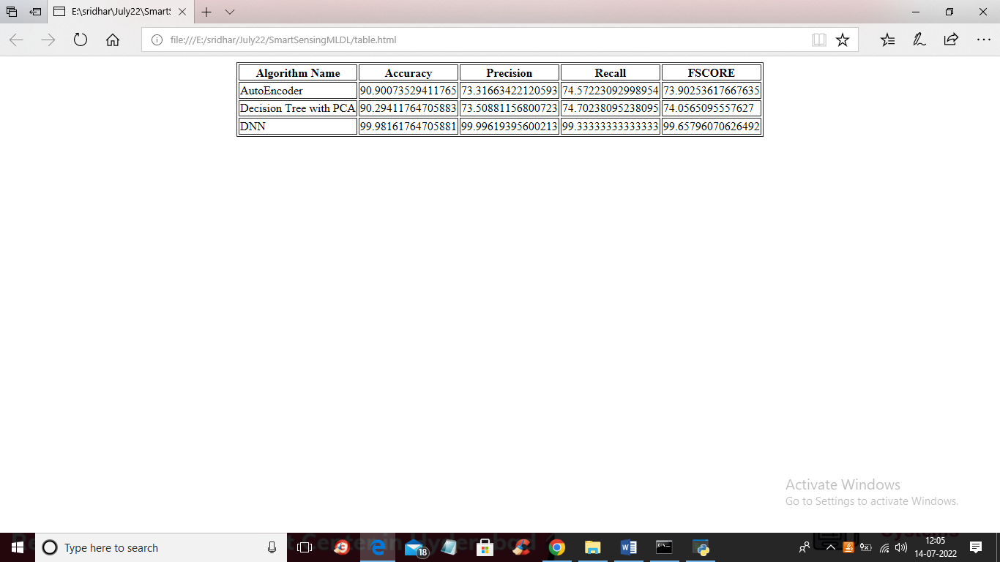 E:\sridhar\July22\Smart
file:///E:/sridhar/July22/SmartSensingMLDL/table.html
Algorithm Name Accuracy Precision Recall FSCORE
AutoEncoder 90.90073529411765 73.31663422120593 74.57223092998954 73.90253617667635
Decision Tree with PCA 90.29411764705883 73.50881156800723 74.70238095238095 74.0565095557627
DNN 99.98161764705881 99.99619395600213 99.33333333333333 99.65796070626492
Activate Windows
Go to Settings to activate Windows.
Type here to search
18
12:05
14-07-2022